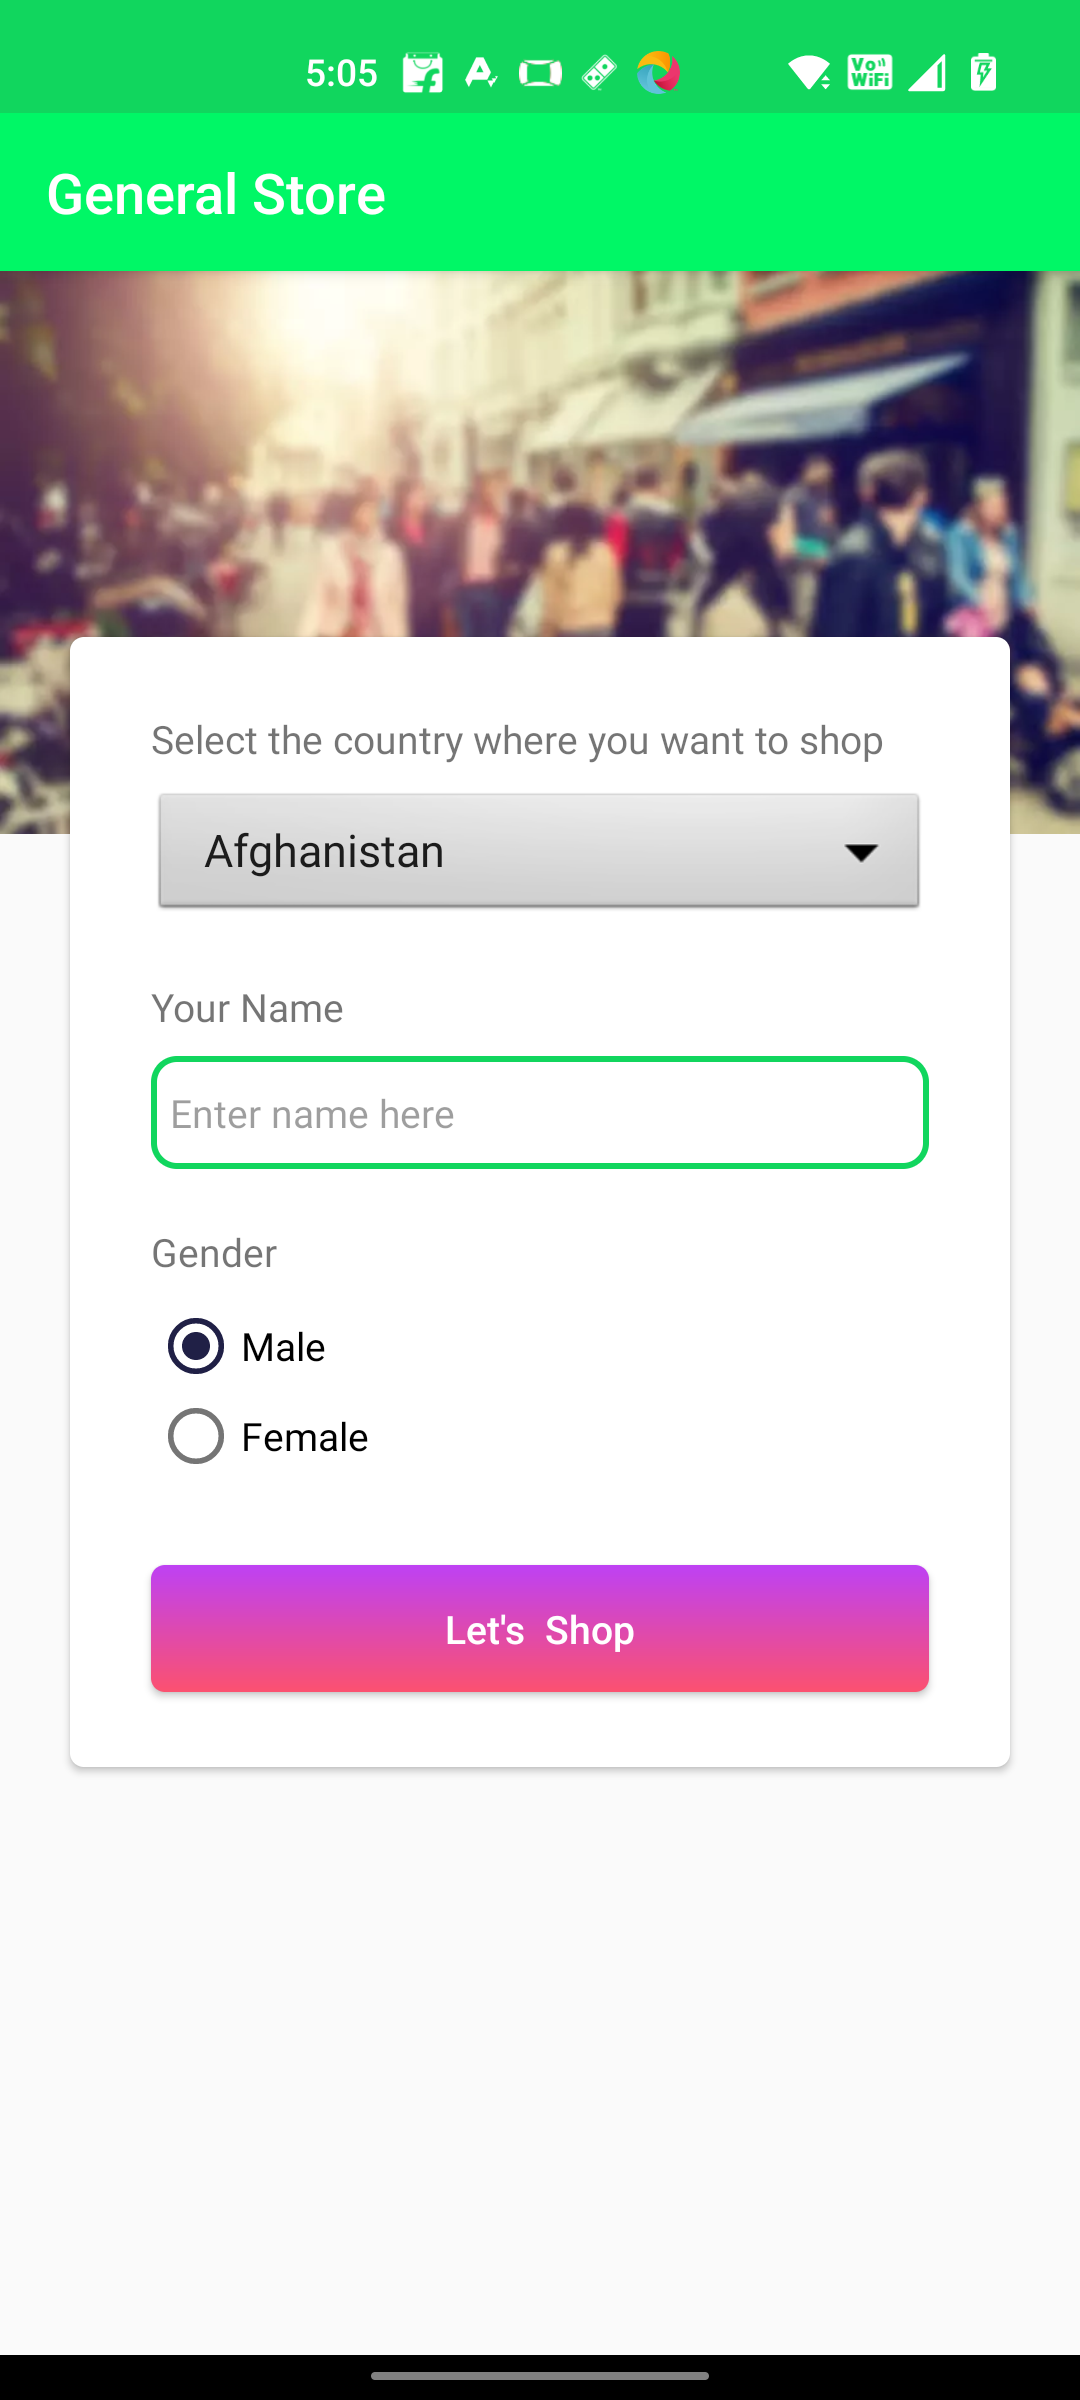 5:05
Vo WiFi
General Store
Select the country where you want to shop
Afghanistan
Your Name
Enter name here
Gender
Male
Female
Let's Shop